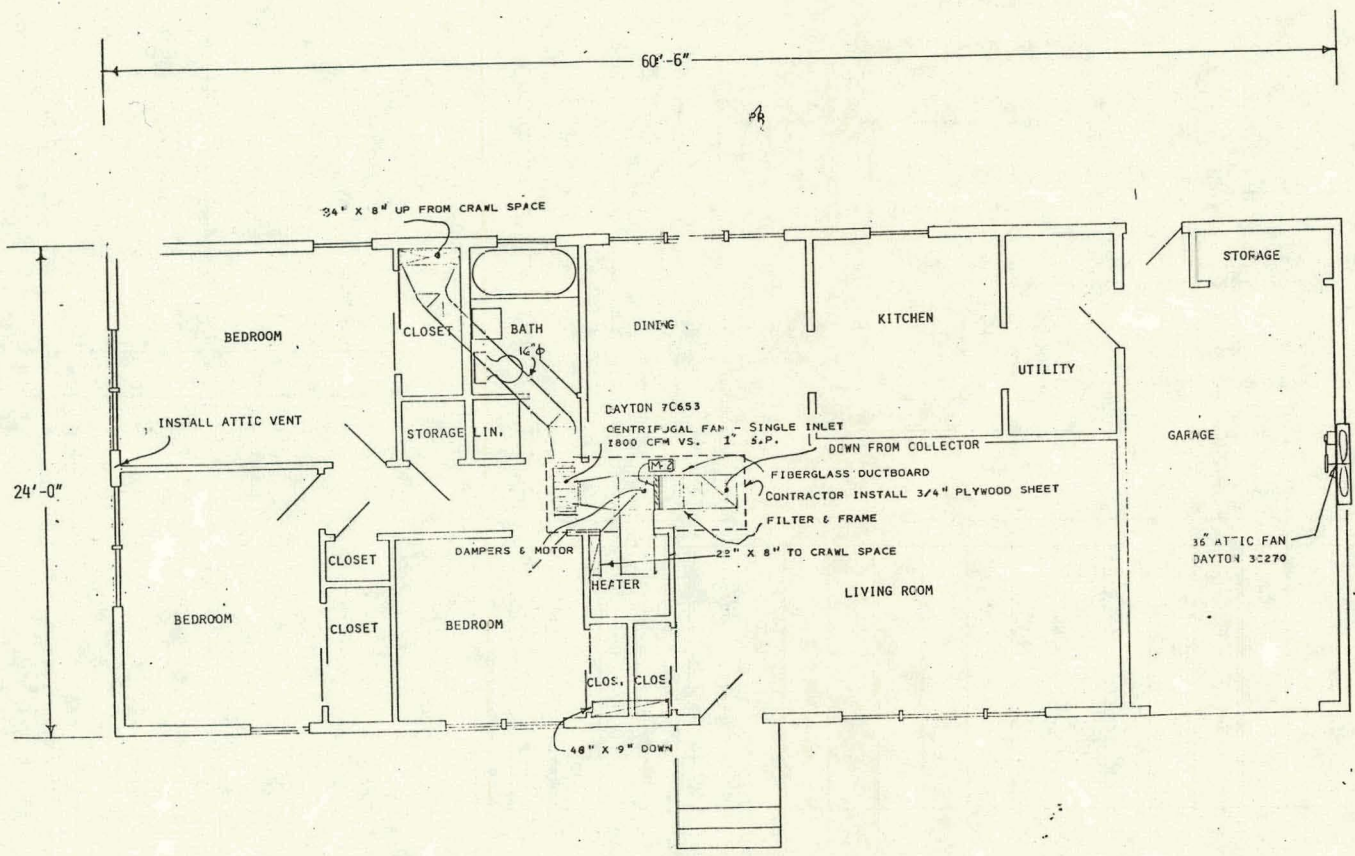 60'-6"
24" X 8" UP FROM CRAWL SPACE
STORAGE
BEDROOM
CLOSET
BATH
16"ϕ
DINING
KITCHEN
UTILITY
INSTALL ATTIC VENT
STORAGE LIN.
DAYTON 7C653
CENTRIFUGAL FAN - SINGLE INLET
1800 CFM VS. 1" S.P.
DOWN FROM COLLECTOR
GARAGE
M-2
FIBERGLASS DUCTBOARD
CONTRACTOR INSTALL 3/4" PLYWOOD SHEET
24'-0"
FILTER & FRAME
DAMPERS & MOTOR
22" X 8" TO CRAWL SPACE
36" ATTIC FAN
DAYTON 3C270
CLOSET
HEATER
LIVING ROOM
BEDROOM
CLOSET
BEDROOM
CLOS. CLOS.
48" X 9" DOWN